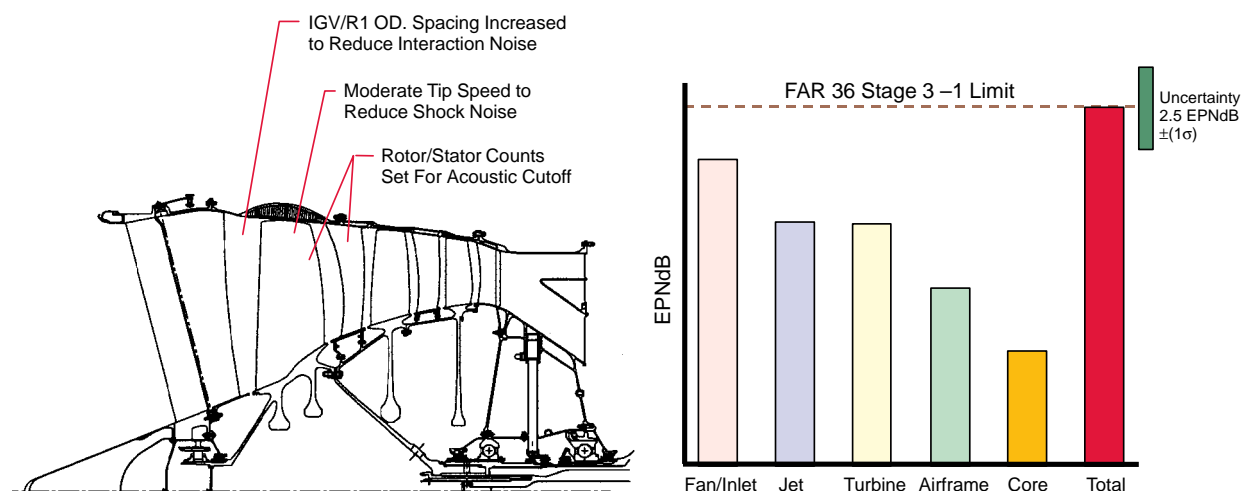 IGV/R1 OD. Spacing Increased
to Reduce Interaction Noise
Moderate Tip Speed to
Reduce Shock Noise
Rotor/Stator Counts
Set For Acoustic Cutoff
FAR 36 Stage 3 –1 Limit
Uncertainty
2.5 EPNdB
±(1σ)
EPNdB
Fan/Inlet Jet Turbine Airframe Core Total